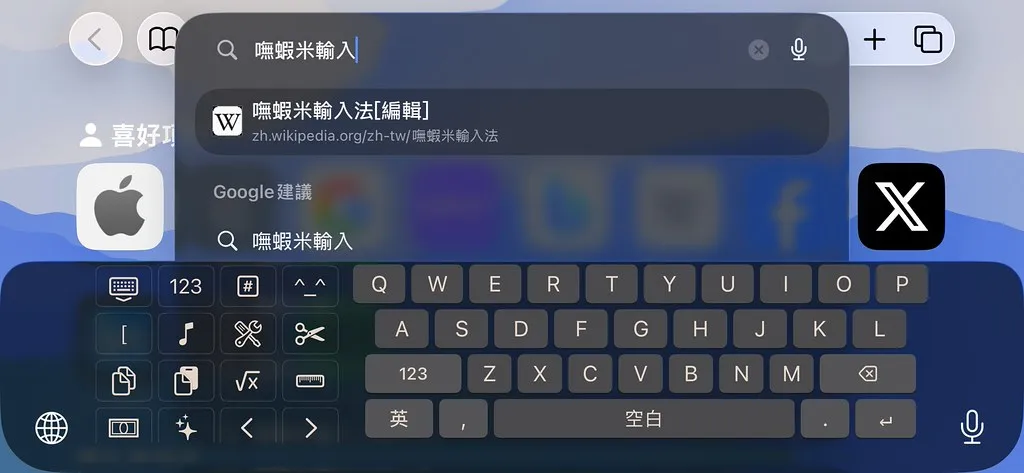 嘸蝦米輸入
嘸蝦米輸入法[編輯]
zh.wikipedia.org/zh-tw/嘸蝦米輸入法
喜好項
Google建議
嘸蝦米輸入
123 # ^_^ Q W E R T Y U I O P
[ A S D F G H J K L
√x 123 Z X C V B N M
英 , 空白 .